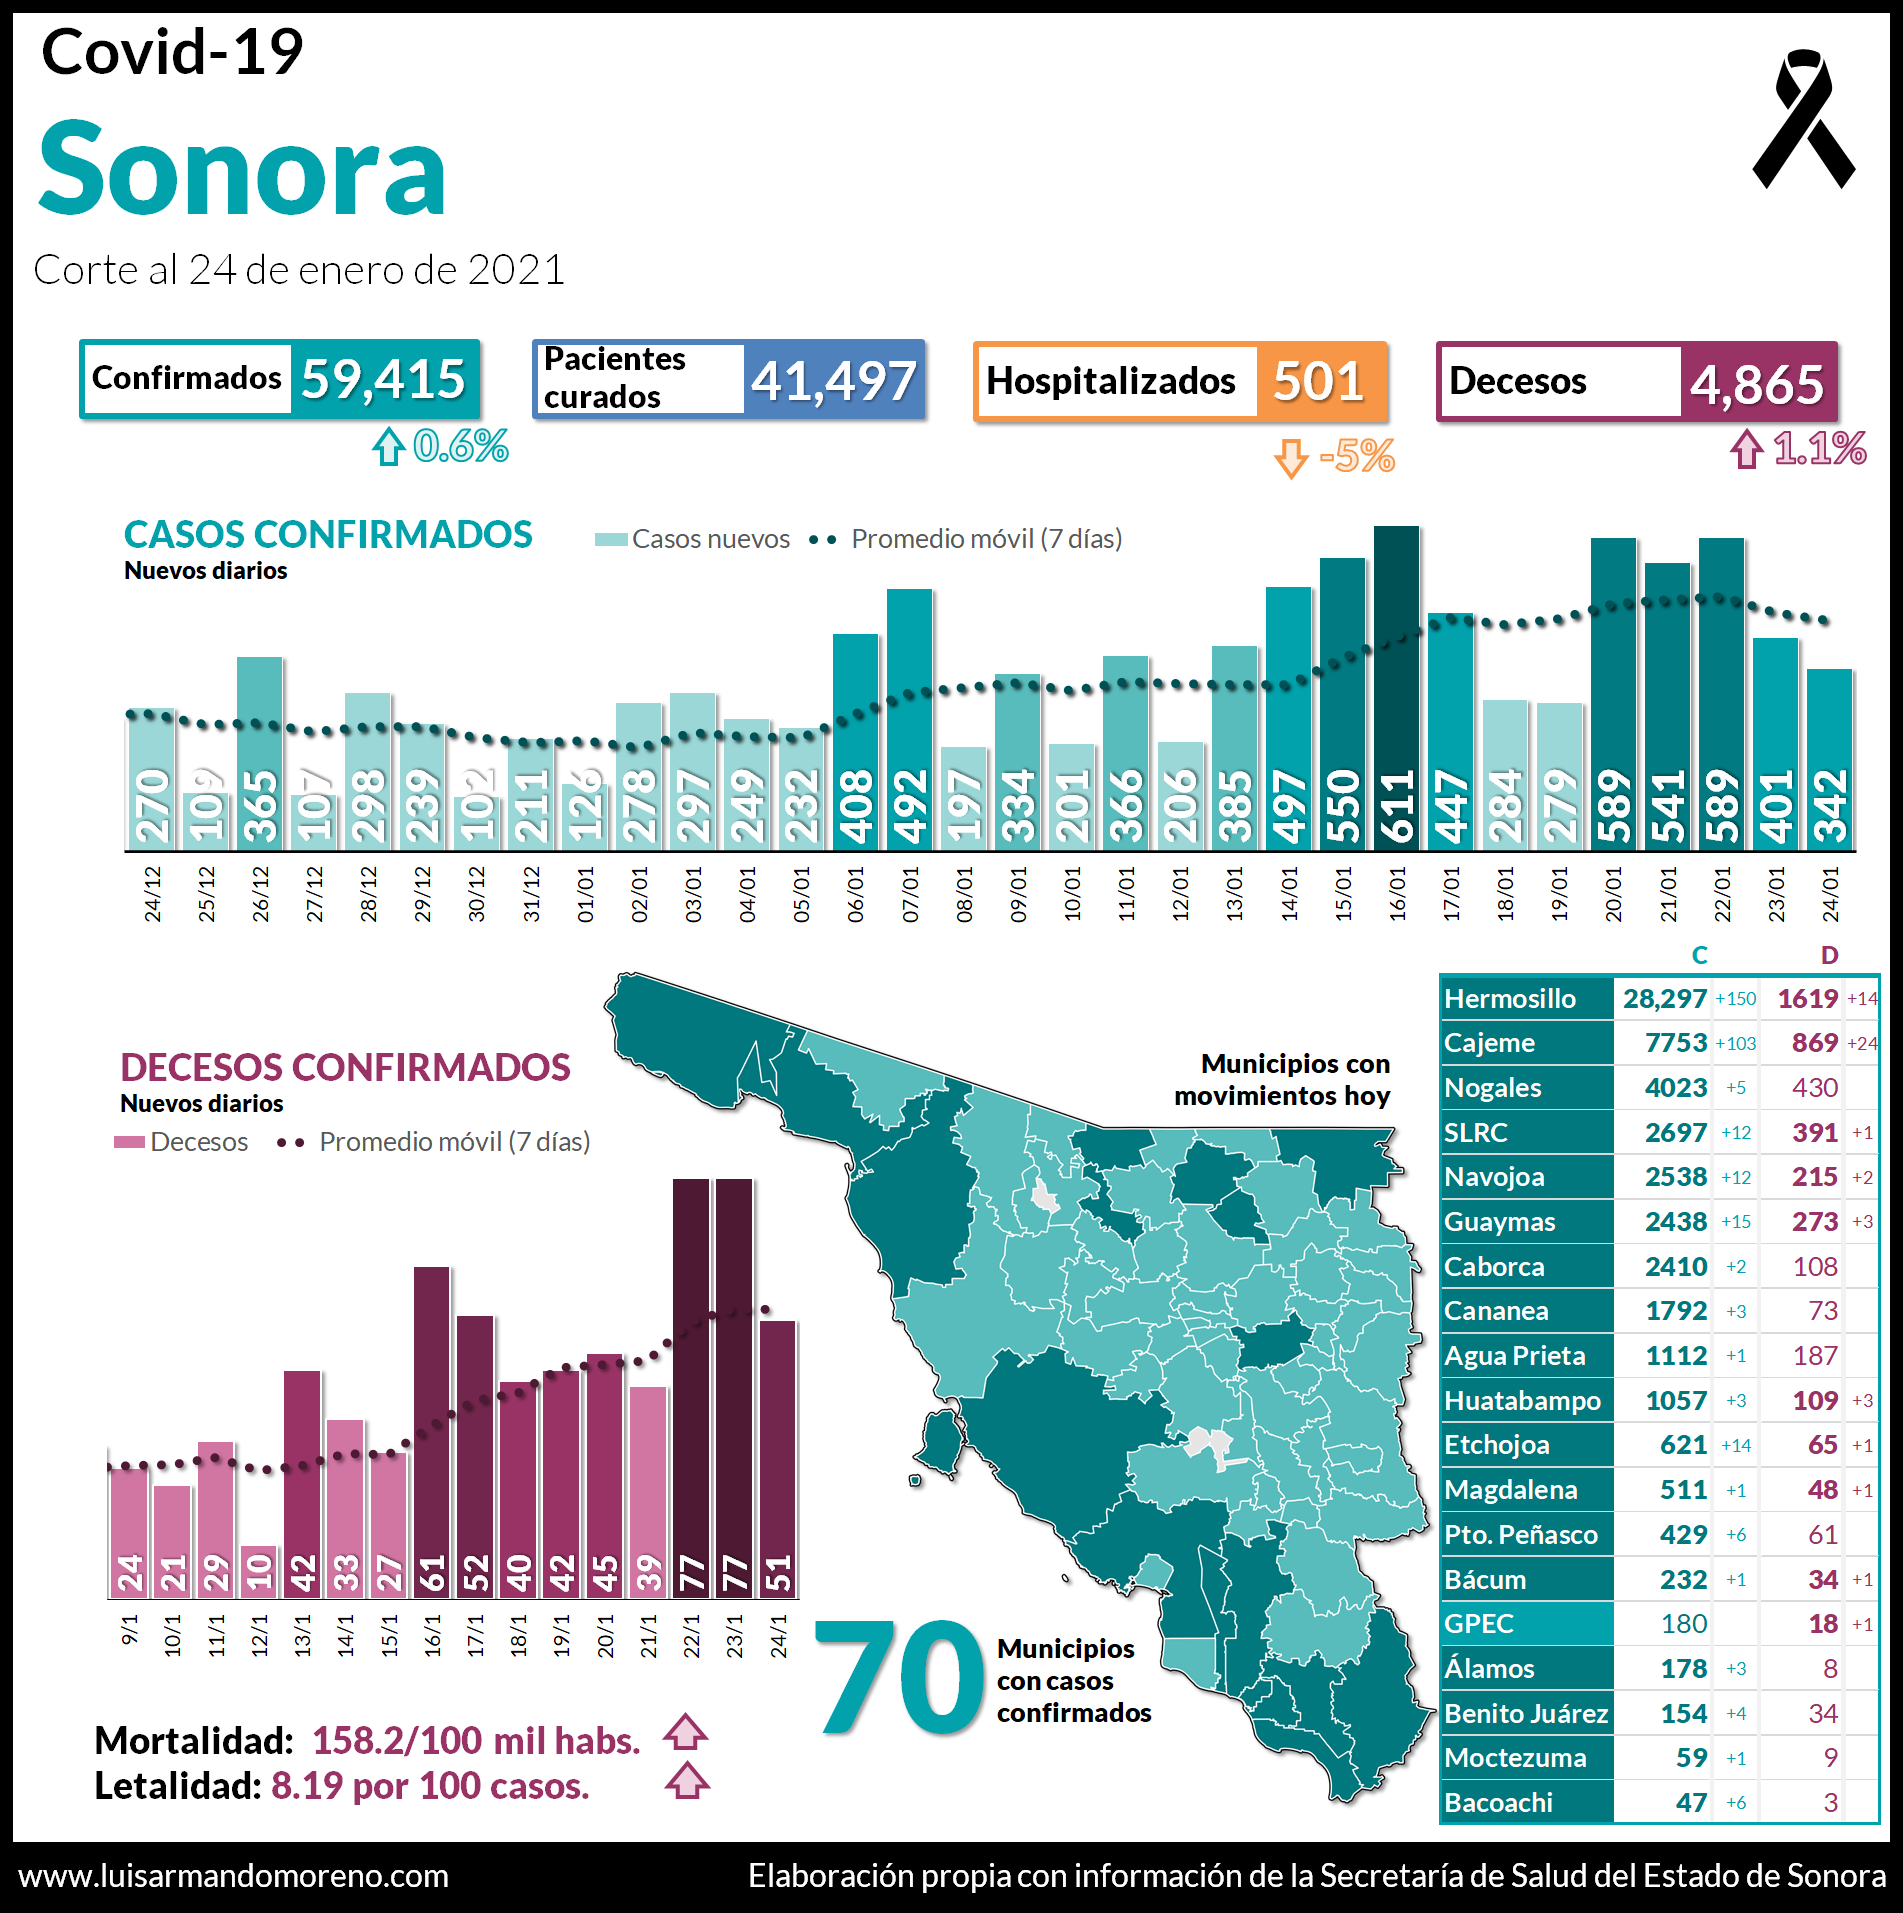 Covid-19
Sonora
Corte al 24 de enero de 2021
Confirmados 59,415
0.6%
Pacientes
curados
41,497
Hospitalizados 501
-5%
Decesos 4,865
1.1%
CASOS CONFIRMADOS
Nuevos diarios
Casos nuevos
Promedio móvil (7 días)
270 109 365 107 298 239 102 211 126 278 297 249 232 408 492 197 334 201 366 206 385 497 550 611 447 284 279 589 541 589 401 342
24/12 25/12 26/12 27/12 28/12 29/12 30/12 31/12 01/01 02/01 03/01 04/01 05/01 06/01 07/01 08/01 09/01 10/01 11/01 12/01 13/01 14/01 15/01 16/01 17/01 18/01 19/01 20/01 21/01 22/01 23/01 24/01
DECESOS CONFIRMADOS
Nuevos diarios
Decesos
Promedio móvil (7 días)
24 21 29 10 42 33 27 61 52 40 42 45 39 77 77 51
9/1 10/1 11/1 12/1 13/1 14/1 15/1 16/1 17/1 18/1 19/1 20/1 21/1 22/1 23/1 24/1
Mortalidad: 158.2/100 mil habs.
Letalidad: 8.19 por 100 casos.
Municipios con
movimientos hoy
70
Municipios
con casos
confirmados
C D
Hermosillo 28,297 +150 1619 +14
Cajeme 7753 +103 869 +24
Nogales 4023 +5 430
SLRC 2697 +12 391 +1
Navojoa 2538 +12 215 +2
Guaymas 2438 +15 273 +3
Caborca 2410 +2 108
Cananea 1792 +3 73
Agua Prieta 1112 +1 187
Huatabampo 1057 +3 109 +3
Etchojoa 621 +14 65 +1
Magdalena 511 +1 48 +1
Pto. Peñasco 429 +6 61
Bácum 232 +1 34 +1
GPEC 180 18 +1
Álamos 178 +3 8
Benito Juárez 154 +4 34
Moctezuma 59 +1 9
Bacoachi 47 +6 3
www.luisarmandomoreno.com
Elaboración propia con información de la Secretaría de Salud del Estado de Sonora